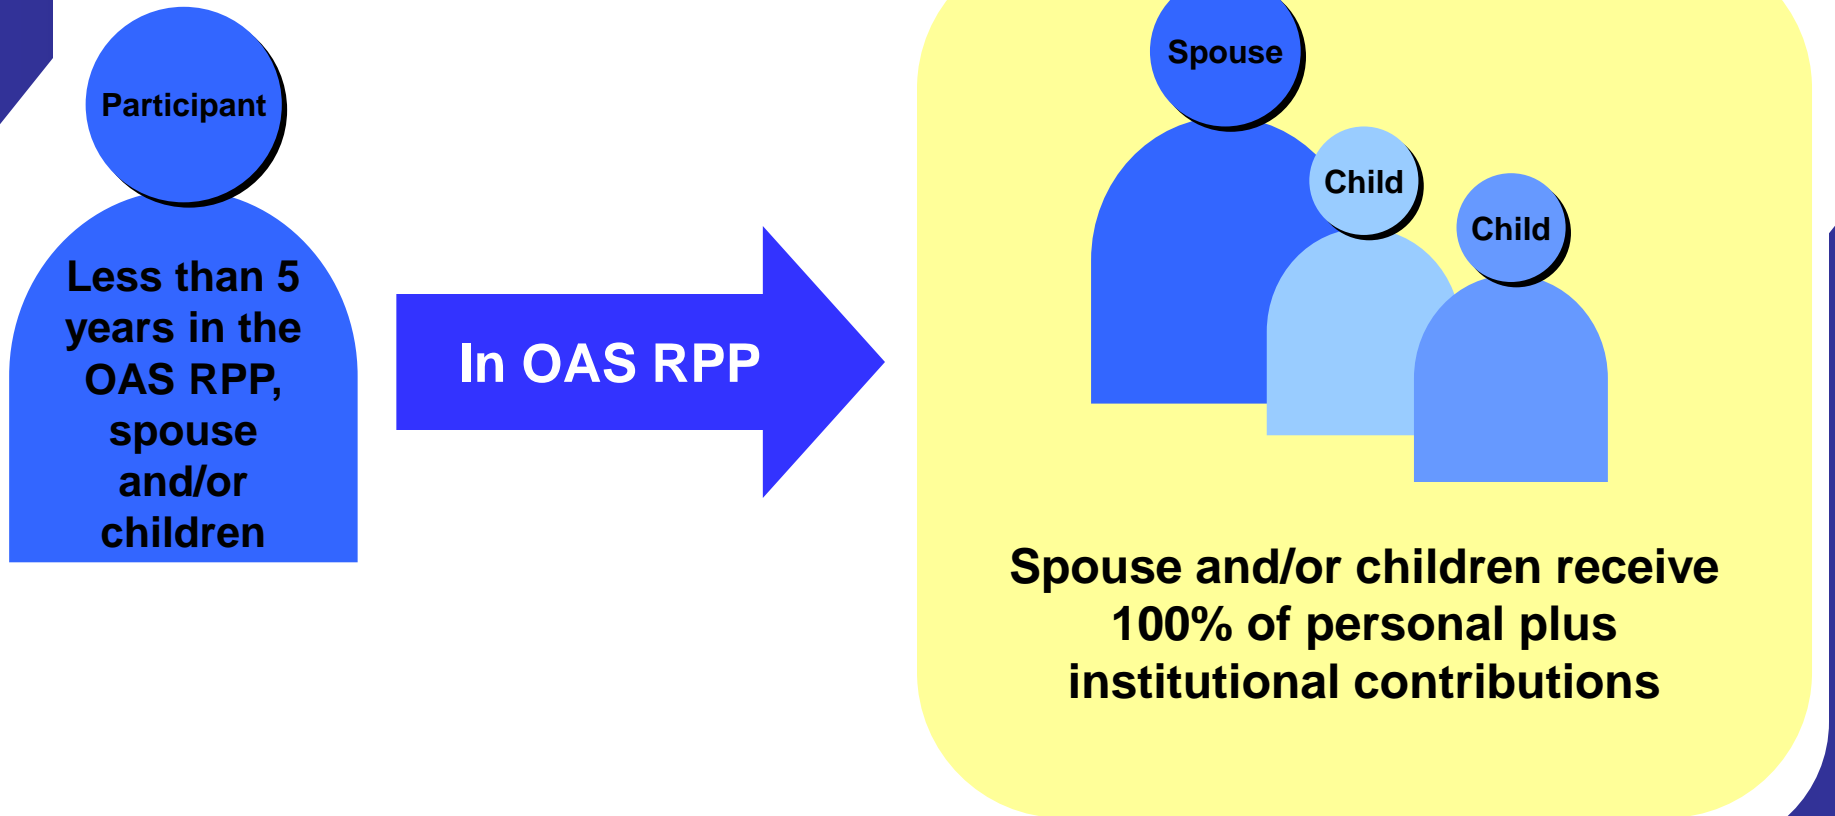 Participant
Less than 5
years in the
OAS RPP,
spouse
and/or
children
In OAS RPP
Spouse
Child
Child
Spouse and/or children receive
100% of personal plus
institutional contributions